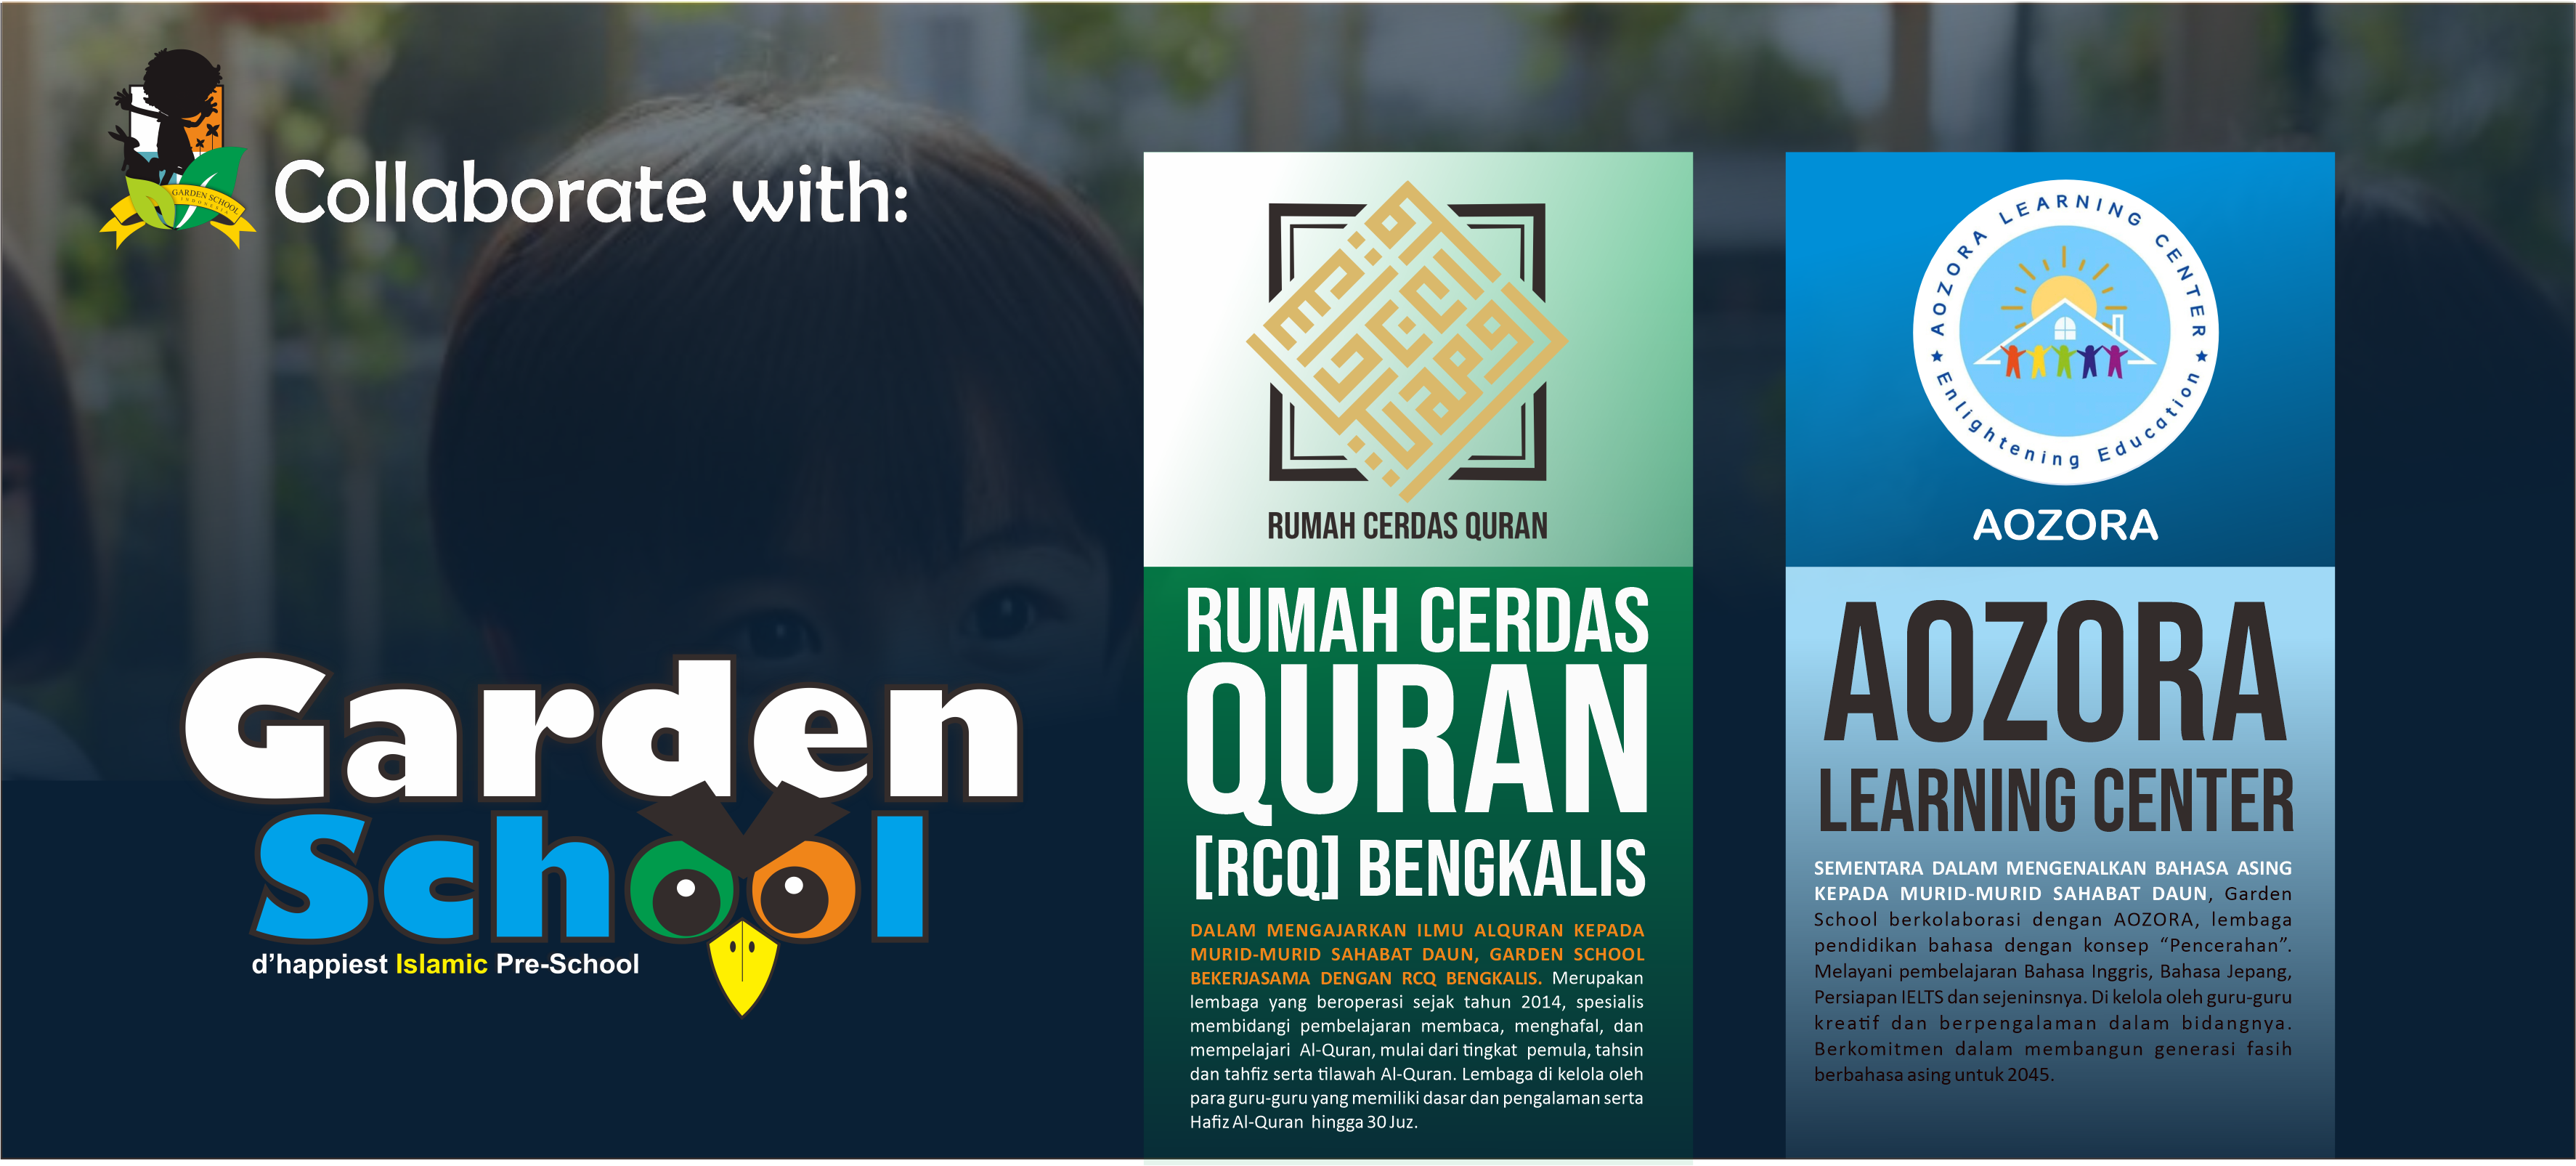 GARDEN SCHOOL
INDONESIA
Collaborate with:
Garden
School
d'happiest Islamic Pre-School
RUMAH CERDAS QURAN
RUMAH CERDAS
QURAN
[RCQ] BENGKALIS
DALAM MENGAJARKAN ILMU ALQURAN KEPADA
MURID-MURID SAHABAT DAUN, GARDEN SCHOOL
BEKERJASAMA DENGAN RCQ BENGKALIS. Merupakan
lembaga yang beroperasi sejak tahun 2014, spesialis
membidangi pembelajaran membaca, menghafal, dan
mempelajari Al-Quran, mulai dari tingkat pemula, tahsin
dan tahfiz serta tilawah Al-Quran. Lembaga di kelola oleh
para guru-guru yang memiliki dasar dan pengalaman serta
Hafiz Al-Quran hingga 30 Juz.
AOZORA LEARNING CENTER
Enlightening Education
AOZORA
AOZORA
LEARNING CENTER
SEMENTARA DALAM MENGENALKAN BAHASA ASING
KEPADA MURID-MURID SAHABAT DAUN, Garden
School berkolaborasi dengan AOZORA, lembaga
pendidikan bahasa dengan konsep “Pencerahan”.
Melayani pembelajaran Bahasa Inggris, Bahasa Jepang,
Persiapan IELTS dan sejeninsnya. Di kelola oleh guru-guru
kreatif dan berpengalaman dalam bidangnya.
Berkomitmen dalam membangun generasi fasih
berbahasa asing untuk 2045.